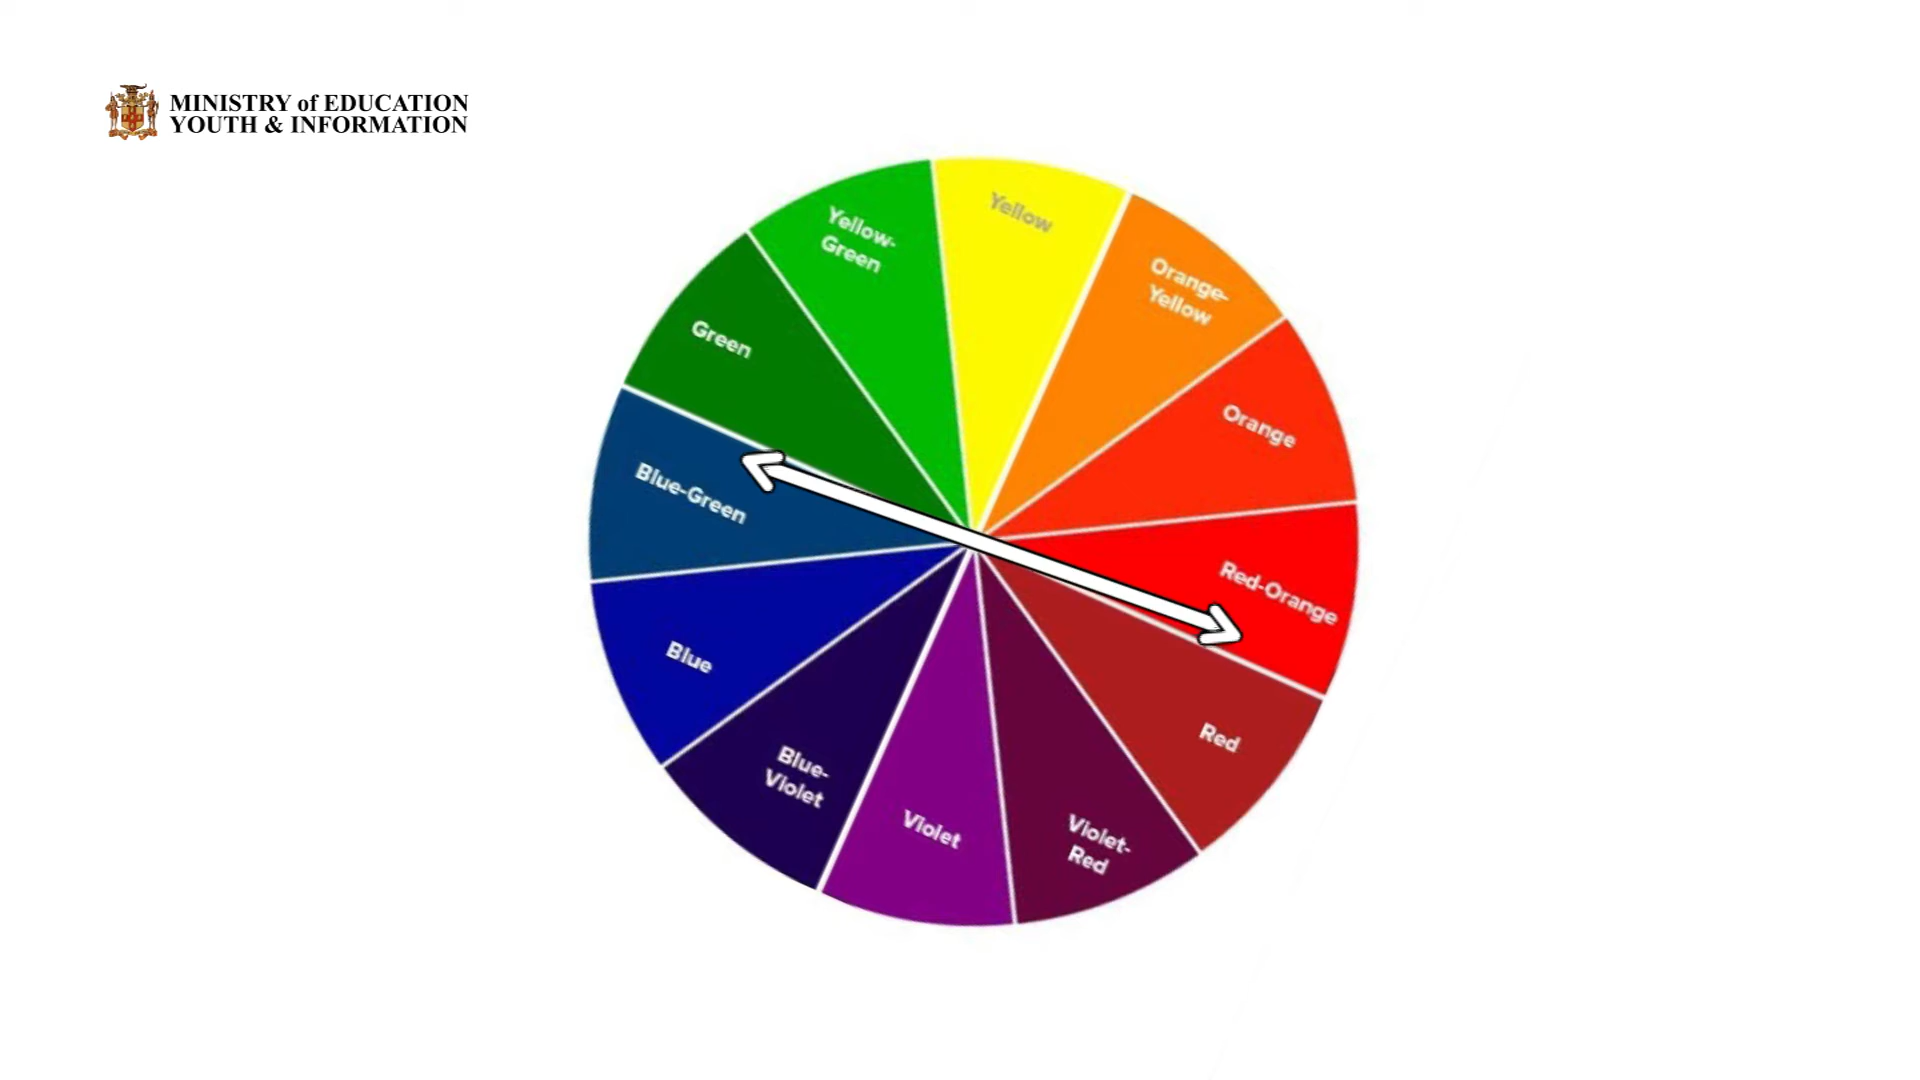 MINISTRY of EDUCATION
YOUTH & INFORMATION
Yellow
Yellow-
Green
Orange-
Yellow
Green
Orange
Blue-Green
Red-Orange
Blue
Red
Blue-
Violet
Violet
Violet-
Red